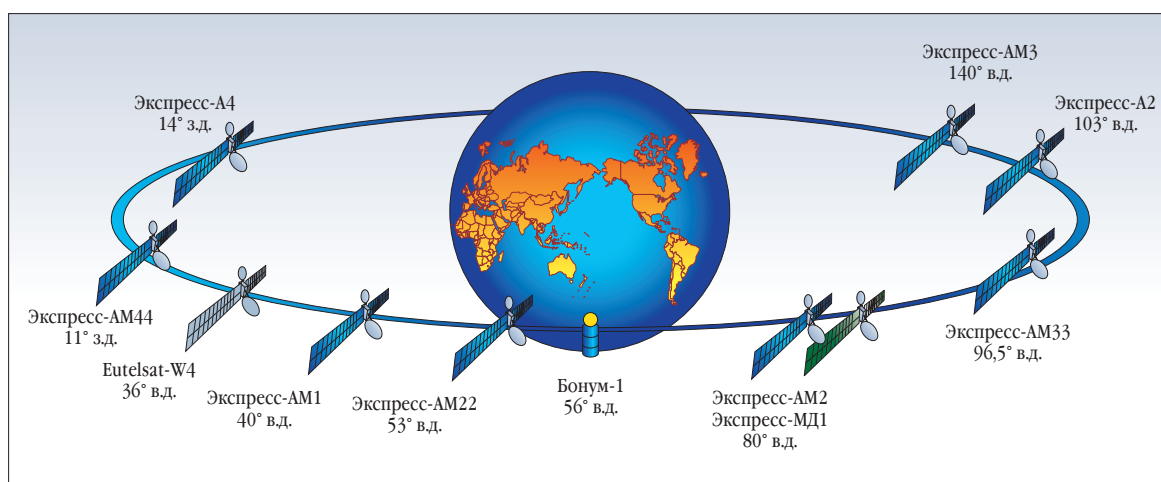 Экспресс-АМ3
140° в.д.
Экспресс-А2
103° в.д.
Экспресс-А4
14° з.д.
Экспресс-АМ44
11° з.д.
Eutelsat-W4
36° в.д.
Экспресс-АМ1
40° в.д.
Экспресс-АМ22
53° в.д.
Бонум-1
56° в.д.
Экспресс-АМ2
Экспресс-МД1
80° в.д.
Экспресс-АМ33
96,5° в.д.